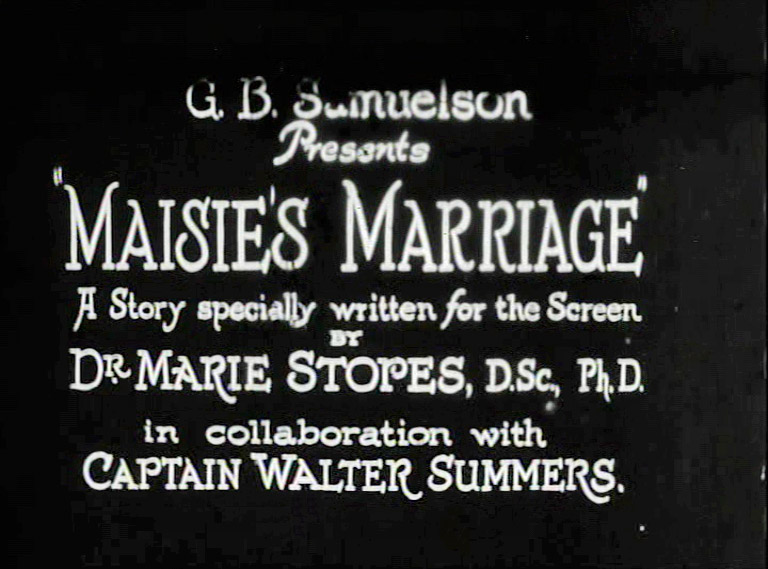 G. B. Samuelson
Presents
"MAISIE'S MARRIAGE"
A Story specially written for the Screen
BY
DR MARIE STOPES, D.Sc., Ph.D.
in collaboration with
CAPTAIN WALTER SUMMERS.